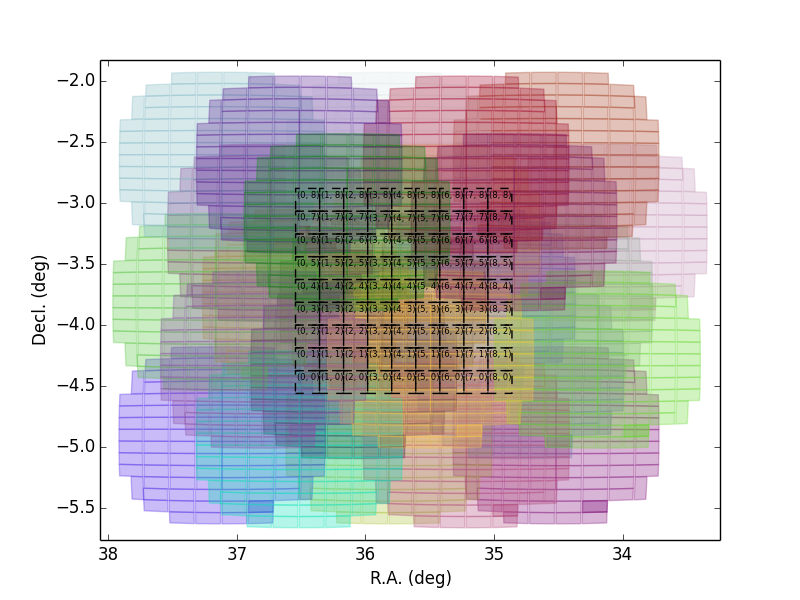 −2.0
−2.5
−3.0
−3.5
−4.0
−4.5
−5.0
−5.5
Decl. (deg)
(0, 8) (1, 8) (2, 8) (3, 8) (4, 8) (5, 8) (6, 8) (7, 8) (8, 8)
(0, 7) (1, 7) (2, 7) (3, 7) (4, 7) (5, 7) (6, 7) (7, 7) (8, 7)
(0, 6) (1, 6) (2, 6) (3, 6) (4, 6) (5, 6) (6, 6) (7, 6) (8, 6)
(0, 5) (1, 5) (2, 5) (3, 5) (4, 5) (5, 5) (6, 5) (7, 5) (8, 5)
(0, 4) (1, 4) (2, 4) (3, 4) (4, 4) (5, 4) (6, 4) (7, 4) (8, 4)
(0, 3) (1, 3) (2, 3) (3, 3) (4, 3) (5, 3) (6, 3) (7, 3) (8, 3)
(0, 2) (1, 2) (2, 2) (3, 2) (4, 2) (5, 2) (6, 2) (7, 2) (8, 2)
(0, 1) (1, 1) (2, 1) (3, 1) (4, 1) (5, 1) (6, 1) (7, 1) (8, 1)
(0, 0) (1, 0) (2, 0) (3, 0) (4, 0) (5, 0) (6, 0) (7, 0) (8, 0)
38 37 36 35 34
R.A. (deg)